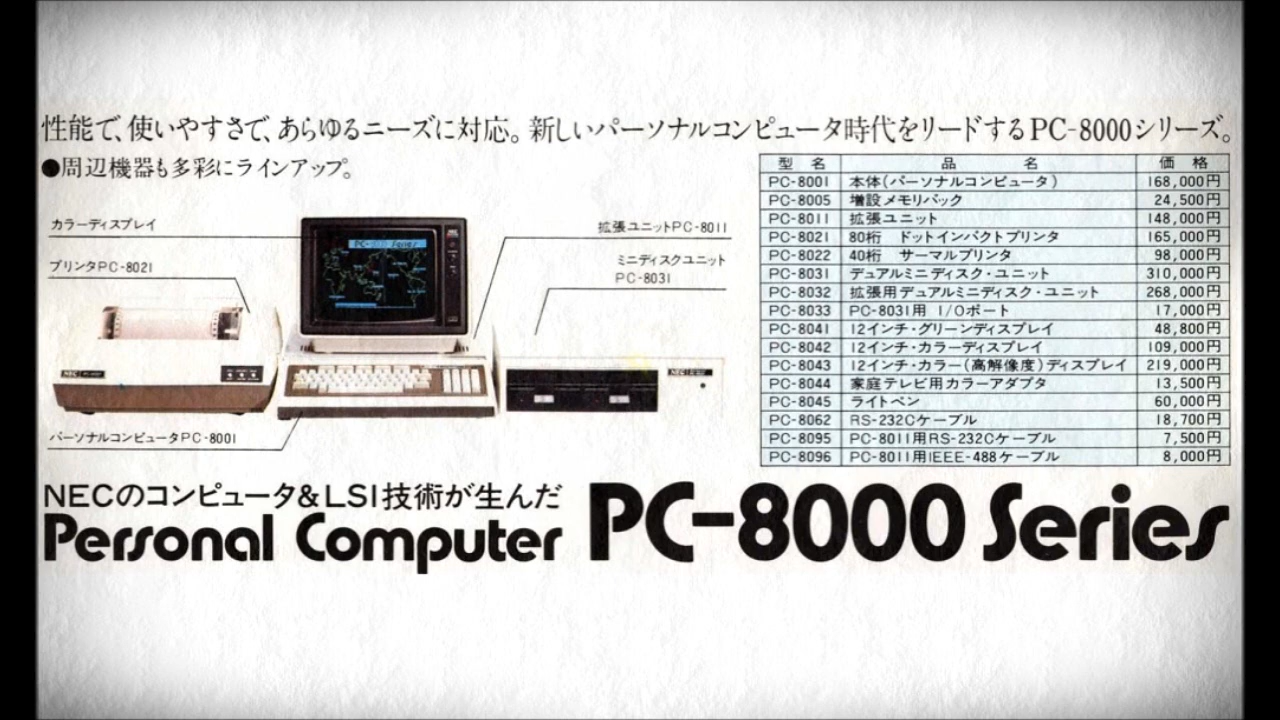 性能で、使いやすさで、あらゆるニーズに対応。新しいパーソナルコンピュータ時代をリードするPC-8000シリーズ。
●周辺機器も多彩にラインアップ。
カラーディスプレイ
プリンタPC-8021
拡張ユニットPC-8011
ミニディスクユニット
PC-8031
PC-8000 Series
NEC
NEC
パーソナルコンピュータPC-8001
型名 品名 価格
PC-8001 本体(パーソナルコンピュータ) 168,000円
PC-8005 増設メモリパック 24,500円
PC-8011 拡張ユニット 148,000円
PC-8021 80桁 ドットインパクトプリンタ 165,000円
PC-8022 40桁 サーマルプリンタ 98,000円
PC-8031 デュアルミニディスク・ユニット 310,000円
PC-8032 拡張用デュアルミニディスク・ユニット 268,000円
PC-8033 PC-8031用 I/Oポート 17,000円
PC-8041 12インチ・グリーンディスプレイ 48,800円
PC-8042 12インチ・カラーディスプレイ 109,000円
PC-8043 12インチ・カラー(高解像度)ディスプレイ 219,000円
PC-8044 家庭テレビ用カラーアダプタ 13,500円
PC-8045 ライトペン 60,000円
PC-8062 RS-232Cケーブル 18,700円
PC-8095 PC-8011用RS-232Cケーブル 7,500円
PC-8096 PC-8011用IEEE-488ケーブル 8,000円
NECのコンピュータ&LSI技術が生んだ
Personal Computer PC-8000 Series